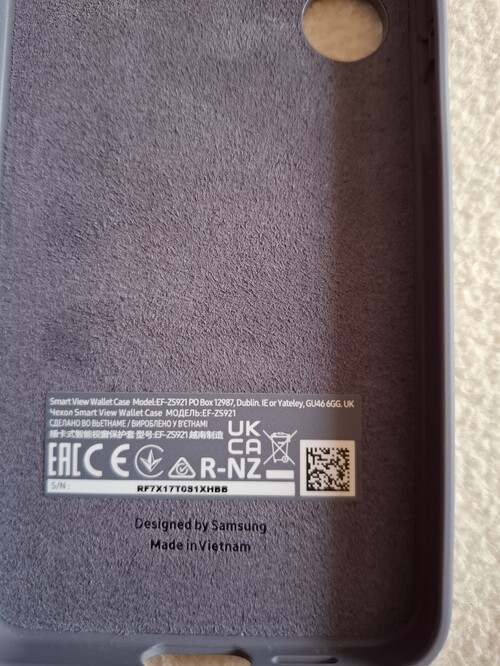 Smart View Wallet Case Model:EF-ZS921 PO Box 12987, Dublin. IE or Yateley, GU46 6GG. UK
Чехол Smart View Wallet Case МОДЕЛЬ:EF-ZS921
СДЕЛАНО ВО ВЬЕТНАМЕ / ВИРОБЛЕНО У В'ЄТНАМІ
插卡式智能视窗保护套 型号:EF-ZS921 越南制造
UK
CA
EAC CE R-NZ
S/N : RF7X17T0S1XHBB
Designed by Samsung
Made in Vietnam